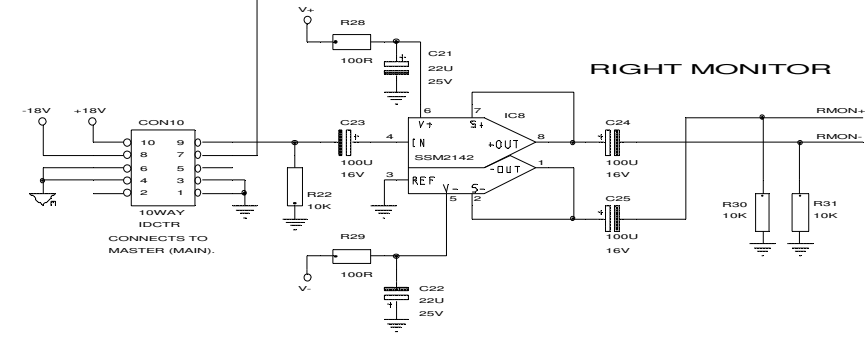 V+
R28
100R
C21
22U
25V
RIGHT MONITOR
-18V
+18V
CON10
10 9
8 7
6 5
4 3
2 1
10WAY
IDCTR
CONNECTS TO
MASTER (MAIN).
R22
10K
C23
100U
16V
6
7
IC8
V+
S+
4
IN
+OUT
8
SSM2142
-OUT
1
3
REF
V-
S-
5
2
C24
100U
16V
C25
100U
16V
RMON+
RMON-
R30
10K
R31
10K
R29
100R
V-
C22
22U
25V